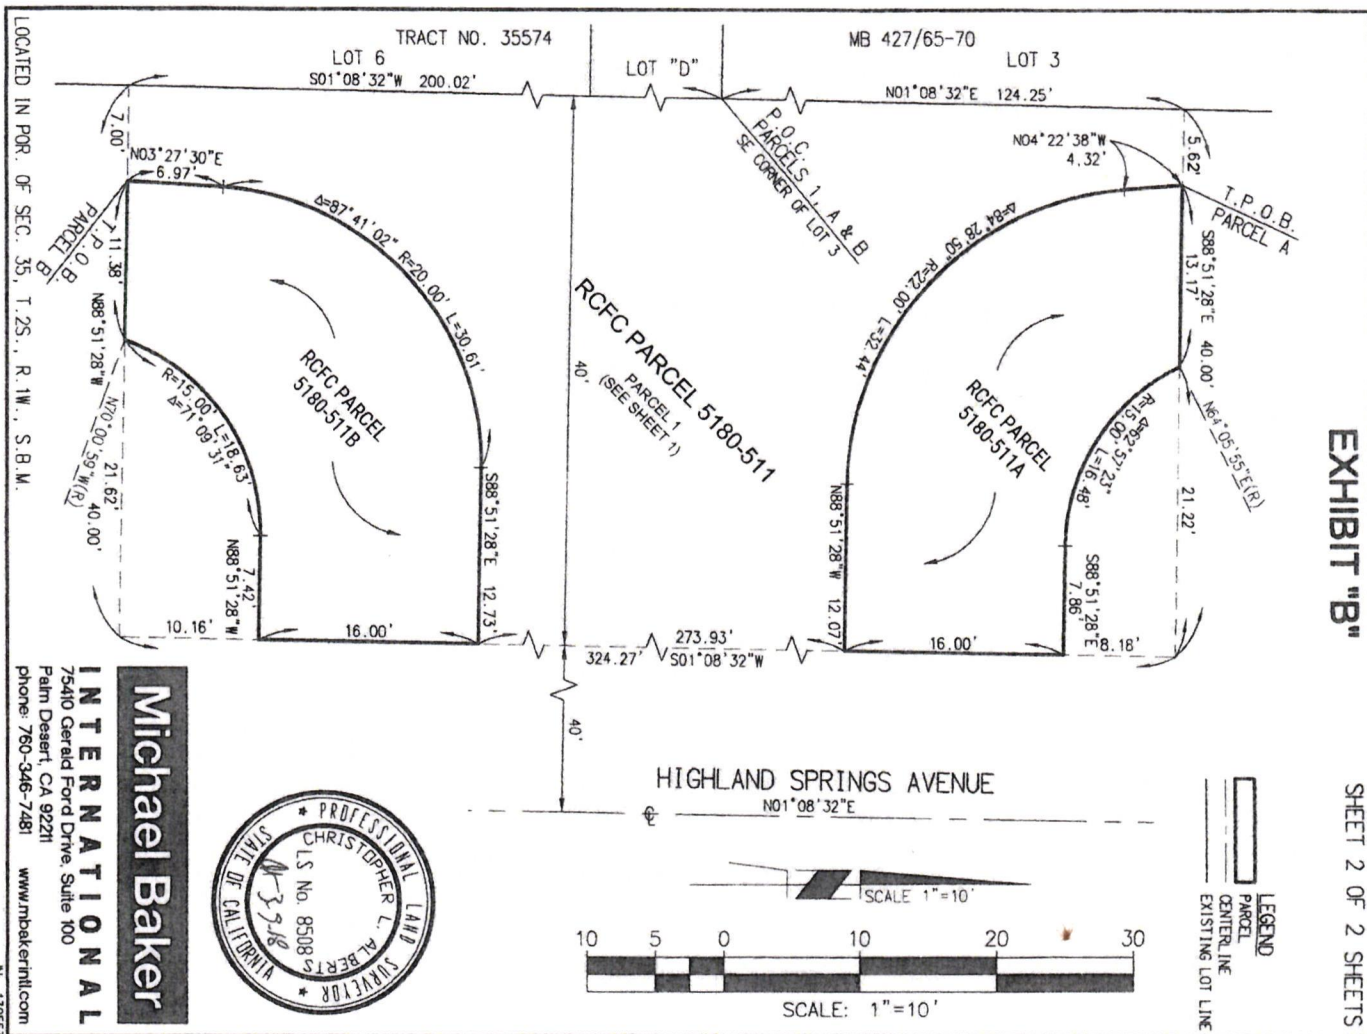 EXHIBIT "B"
SHEET 2 OF 2 SHEETS
TRACT NO. 35574
MB 427/65-70
LOT 6
S01°08'32"W 200.02'
LOT "D"
LOT 3
N01°08'32"E 124.25'
7.00'
N03°27'30"E
6.97'
T.P.O.B
PARCEL B
11.38'
N88°51'28"W
40.00'
21.62'
N70°00'59"W(R)
Δ=87°41'02" R=20.00' L=30.61'
RCFC PARCEL
5180-511B
R=15.00' L=18.63'
Δ=71°09'31"
N88°51'28"W
7.42'
S88°51'28"E 12.73'
10.16'
16.00'
P.O.C.
PARCELS 1, A & B
SE CORNER OF LOT 3
40'
RCFC PARCEL 5180-511
PARCEL 1
(SEE SHEET 1)
N04°22'38"W
4.32'
5.62'
T.P.O.B.
PARCEL A
S88°51'28"E 40.00'
13.17'
N64°05'55"E(R)
21.22'
Δ=84°28'50" R=22.00' L=32.44'
RCFC PARCEL
5180-511A
Δ=62°57'23"
R=15.00' L=16.48'
S88°51'28"E
7.86'
N88°51'28"W 12.07'
16.00'
8.18'
273.93'
324.27' S01°08'32"W
40'
HIGHLAND SPRINGS AVENUE
N01°08'32"E
SCALE 1"=10'
10 5 0 10 20 30
SCALE: 1"=10'
LEGEND
PARCEL
CENTERLINE
EXISTING LOT LINE
PROFESSIONAL LAND SURVEYOR
CHRISTOPHER L. ALBERTS
LS No. 8508
STATE OF CALIFORNIA
Michael Baker
INTERNATIONAL
75410 Gerald Ford Drive, Suite 100
Palm Desert, CA 92211
phone: 760-346-7481 www.mbakerintl.com
LOCATED IN POR. OF SEC. 35, T.2S., R.1W., S.B.M.